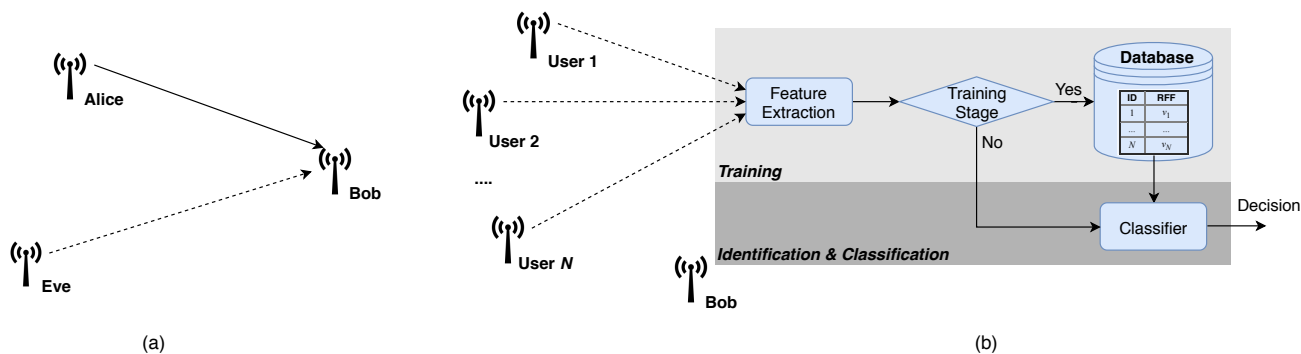 Alice
Bob
Eve
(a)
User 1
User 2
....
User N
Bob
Feature
Extraction
Training
Stage
Yes
No
Database
ID RFF
1 v1
... ...
N vN
Training
Classifier
Decision
Identification & Classification
(b)